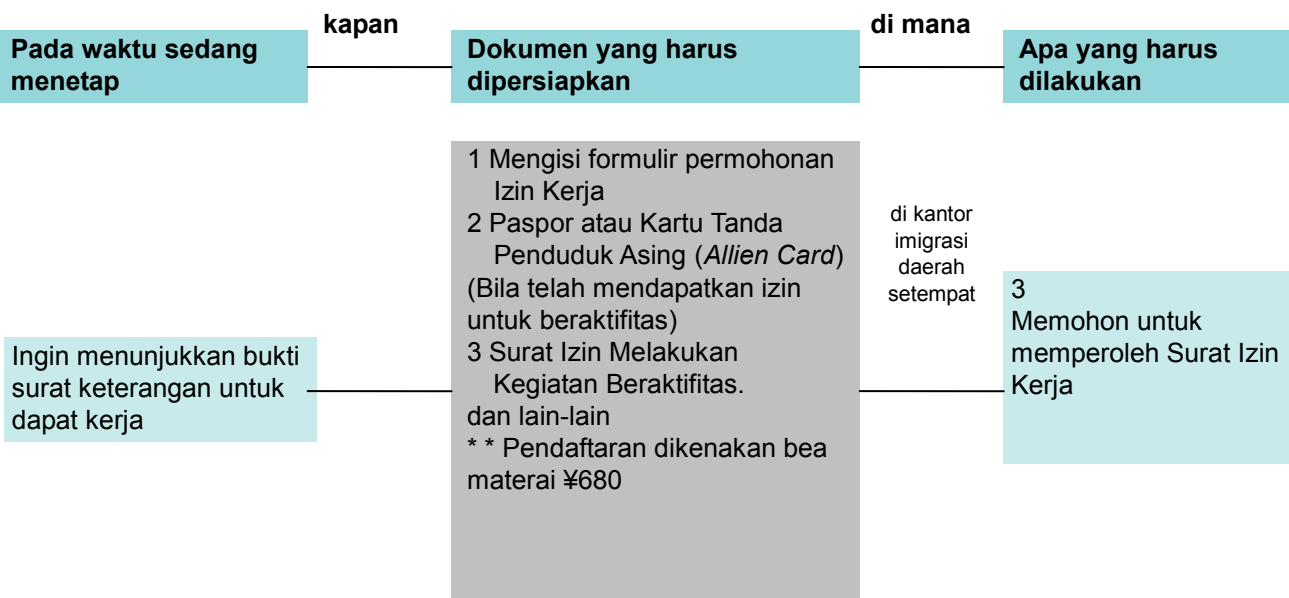 kapan
di mana
Pada waktu sedang
menetap
Dokumen yang harus
dipersiapkan
Apa yang harus
dilakukan
Ingin menunjukkan bukti
surat keterangan untuk
dapat kerja
1 Mengisi formulir permohonan
Izin Kerja
2 Paspor atau Kartu Tanda
Penduduk Asing (Allien Card)
(Bila telah mendapatkan izin
untuk beraktifitas)
3 Surat Izin Melakukan
Kegiatan Beraktifitas.
dan lain-lain
* * Pendaftaran dikenakan bea
materai ¥680
di kantor
imigrasi
daerah
setempat
3
Memohon untuk
memperoleh Surat Izin
Kerja